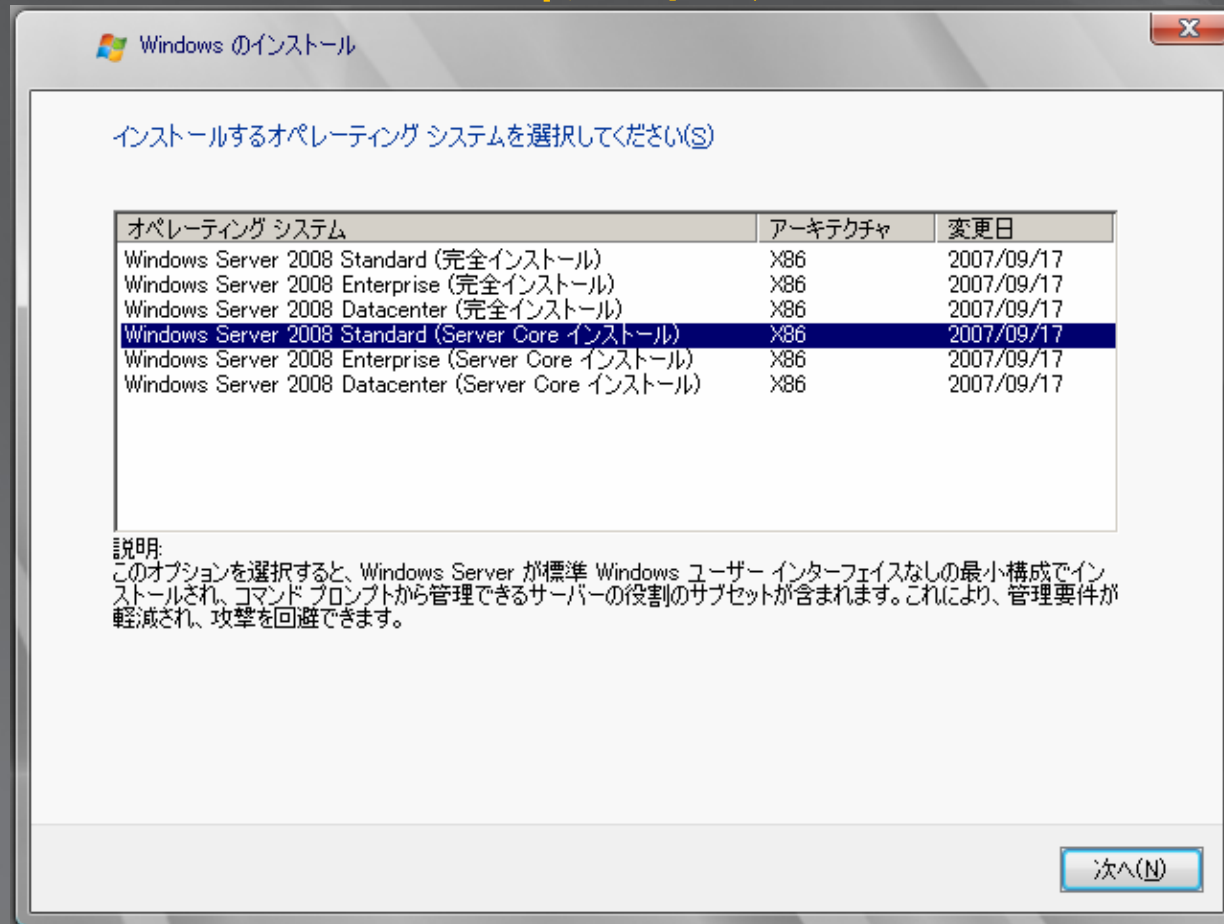 Windows のインストール
インストールするオペレーティング システムを選択してください(S)
オペレーティング システム アーキテクチャ 変更日
Windows Server 2008 Standard (完全インストール) X86 2007/09/17
Windows Server 2008 Enterprise (完全インストール) X86 2007/09/17
Windows Server 2008 Datacenter (完全インストール) X86 2007/09/17
Windows Server 2008 Standard (Server Core インストール) X86 2007/09/17
Windows Server 2008 Enterprise (Server Core インストール) X86 2007/09/17
Windows Server 2008 Datacenter (Server Core インストール) X86 2007/09/17
説明:
このオプションを選択すると、Windows Server が標準 Windows ユーザー インターフェイスなしの最小構成でイン
ストールされ、コマンド プロンプトから管理できるサーバーの役割のサブセットが含まれます。これにより、管理要件が
軽減され、攻撃を回避できます。
次へ(N)